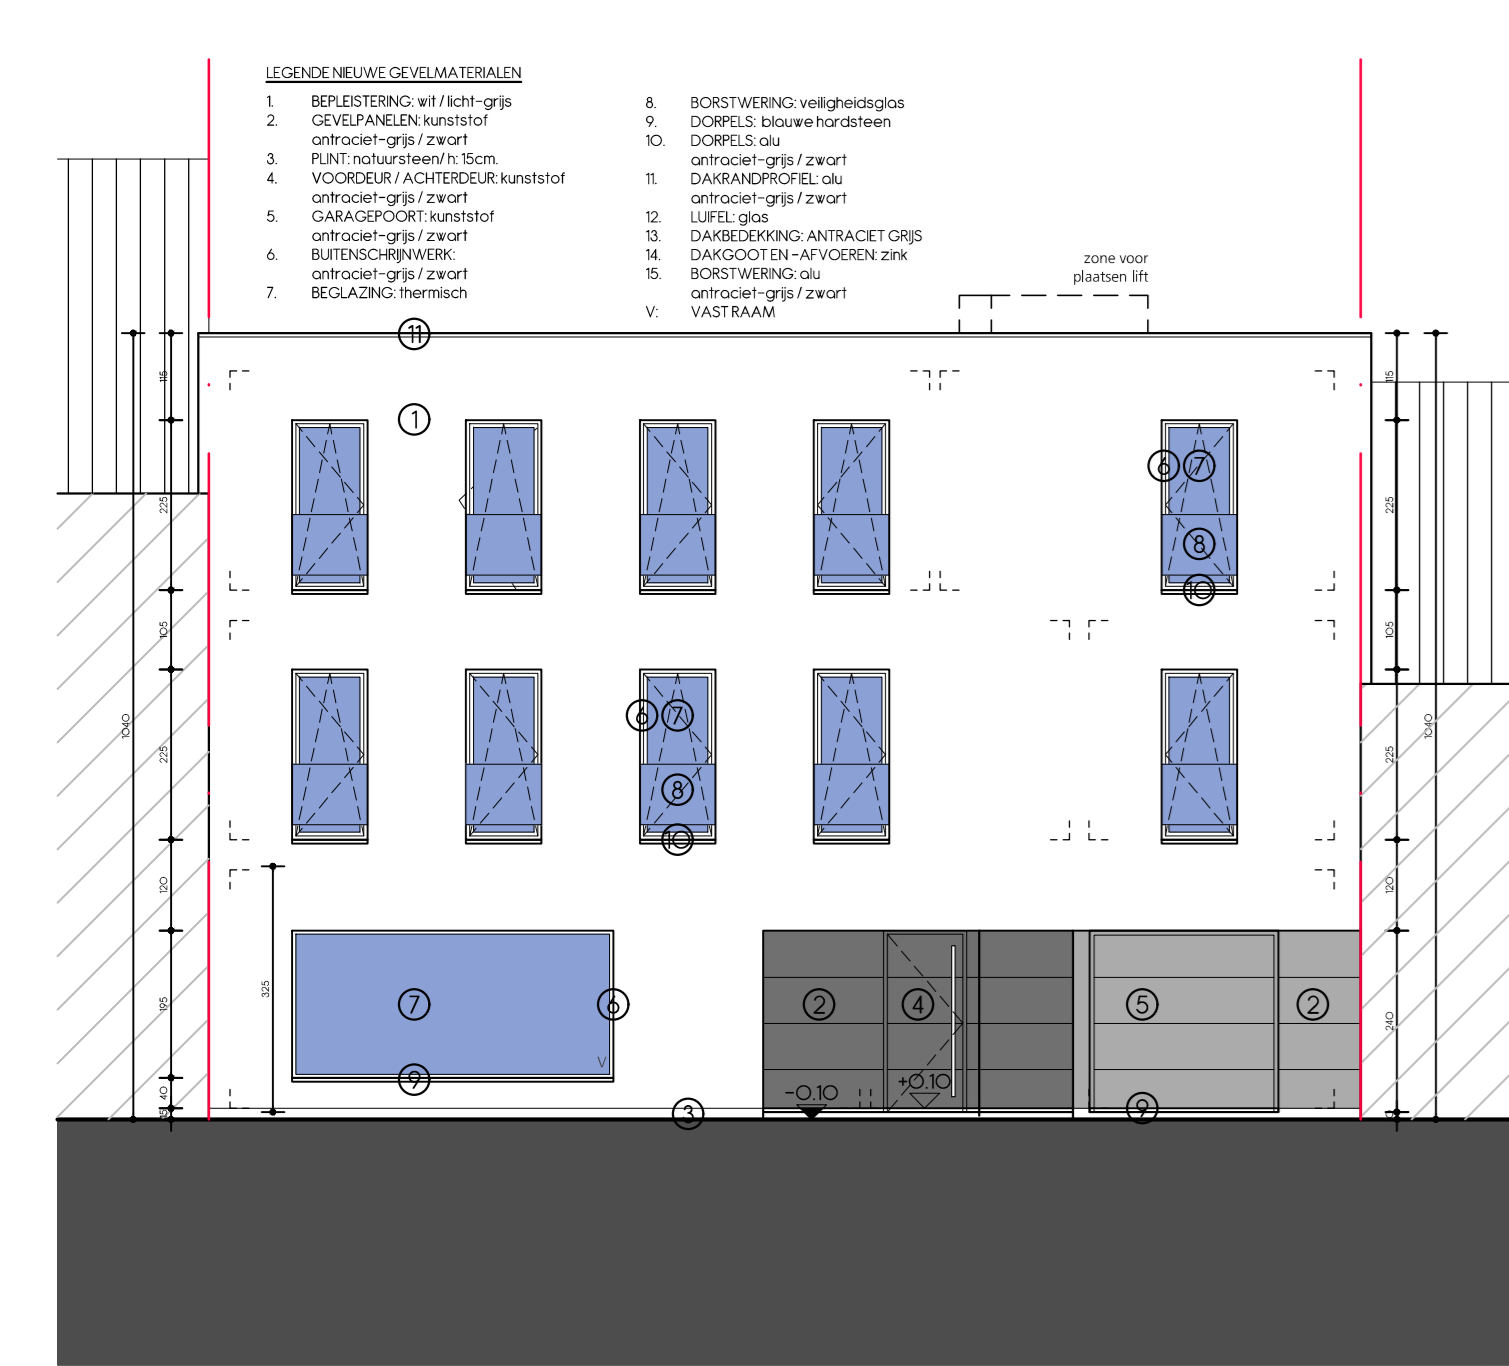 LEGENDE NIEUWE GEVELMATERIALEN
1. BEPLEISTERING: wit / licht-grijs
2. GEVELPANELEN: kunststof
antraciet-grijs / zwart
3. PLINT: natuursteen/ h: 15cm.
4. VOORDEUR / ACHTERDEUR: kunststof
antraciet-grijs / zwart
5. GARAGEPOORT: kunststof
antraciet-grijs / zwart
6. BUITENSCHRIJNWERK:
antraciet-grijs / zwart
7. BEGLAZING: thermisch
8. BORSTWERING: veiligheidsglas
9. DORPELS: blauwe hardsteen
10. DORPELS: alu
antraciet-grijs / zwart
11. DAKRANDPROFIEL: alu
antraciet-grijs / zwart
12. LUIFEL: glas
13. DAKBEDEKKING: ANTRACIET GRIJS
14. DAKGOOT EN -AFVOEREN: zink
15. BORSTWERING: alu
antraciet-grijs / zwart
V: VAST RAAM
zone voor
plaatsen lift
11
115
115
1
6 7
225
225
8
10
105
105
1040
6 7
1040
225
225
8
10
120
120
325
195
7
6
2
4
5
2
240
V
9
40
-0.10
+0.10
3
9
15